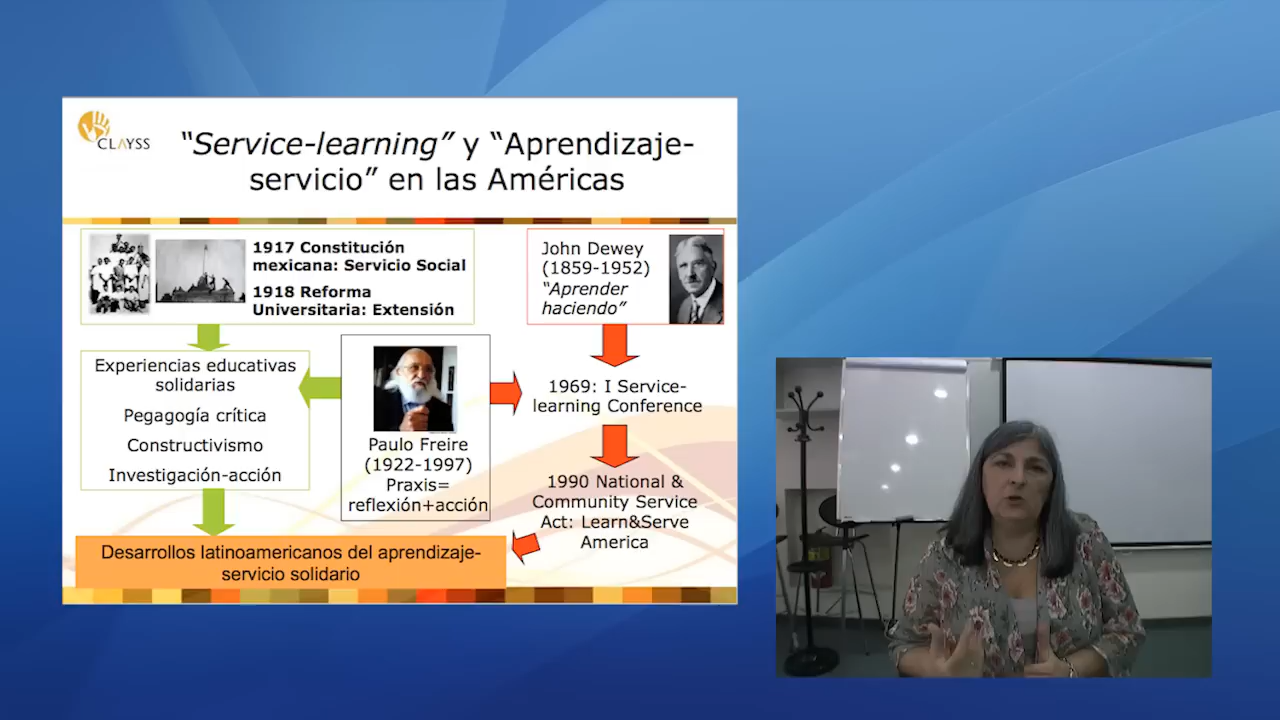 CLAYSS
“Service-learning” y “Aprendizaje-
servicio” en las Américas
1917 Constitución
mexicana: Servicio Social
1918 Reforma
Universitaria: Extensión
John Dewey
(1859-1952)
“Aprender
haciendo”
Experiencias educativas
solidarias
Pegagogía crítica
Constructivismo
Investigación-acción
Paulo Freire
(1922-1997)
Praxis=
reflexión+acción
1969: I Service-
learning Conference
1990 National &
Community Service
Act: Learn&Serve
America
Desarrollos latinoamericanos del aprendizaje-
servicio solidario